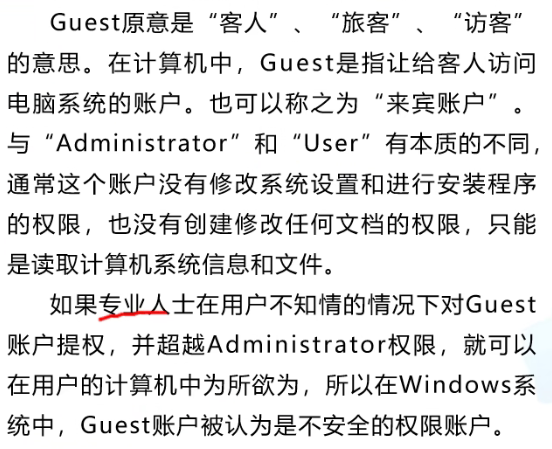 Guest原意是“客人”、“旅客”、“访客”
的意思。在计算机中，Guest是指让给客人访问
电脑系统的账户。也可以称之为“来宾账户”。
与“Administrator”和“User”有本质的不同，
通常这个账户没有修改系统设置和进行安装程序
的权限，也没有创建修改任何文档的权限，只能
是读取计算机系统信息和文件。
如果专业人士在用户不知情的情况下对Guest
账户提权，并超越Administrator权限，就可以
在用户的计算机中为所欲为，所以在Windows系
统中，Guest账户被认为是不安全的权限账户。